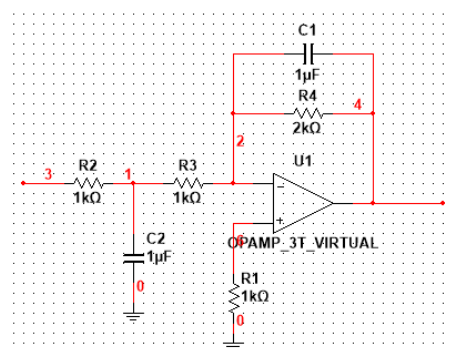 C1
1µF
R4
4
2kΩ
2
U1
3
R2
1
R3
1kΩ
1kΩ
C2
1µF
6
OPAMP_3T_VIRTUAL
0
R1
1kΩ
0